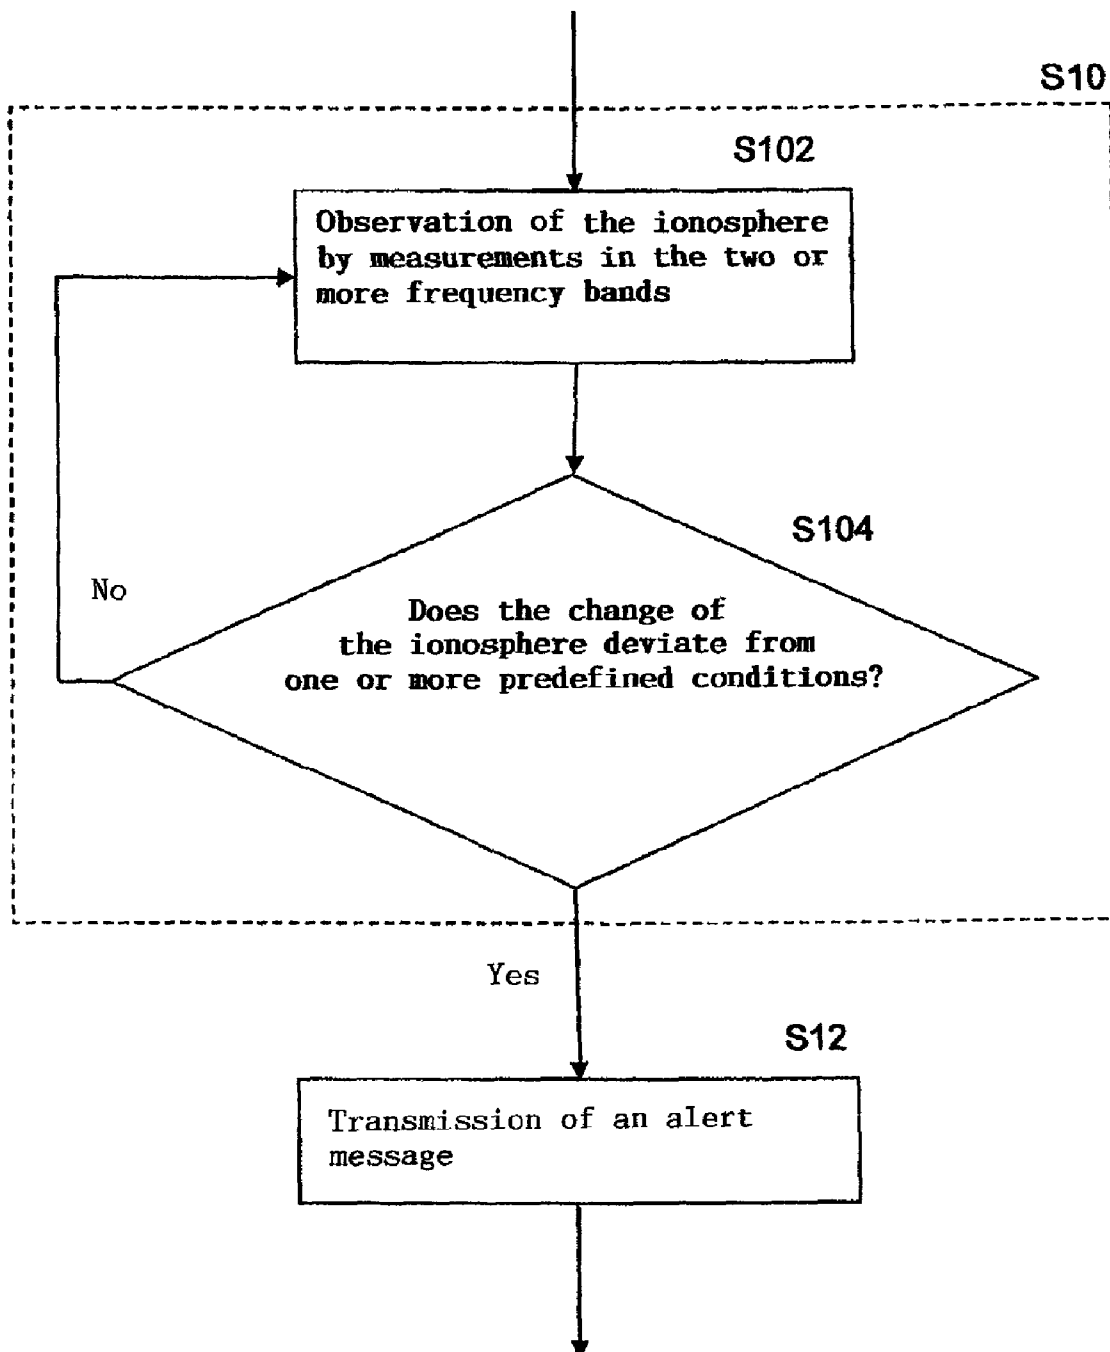 S10
S102
Observation of the ionosphere
by measurements in the two or
more frequency bands
S104
No
Does the change of
the ionosphere deviate from
one or more predefined conditions?
Yes
S12
Transmission of an alert
message